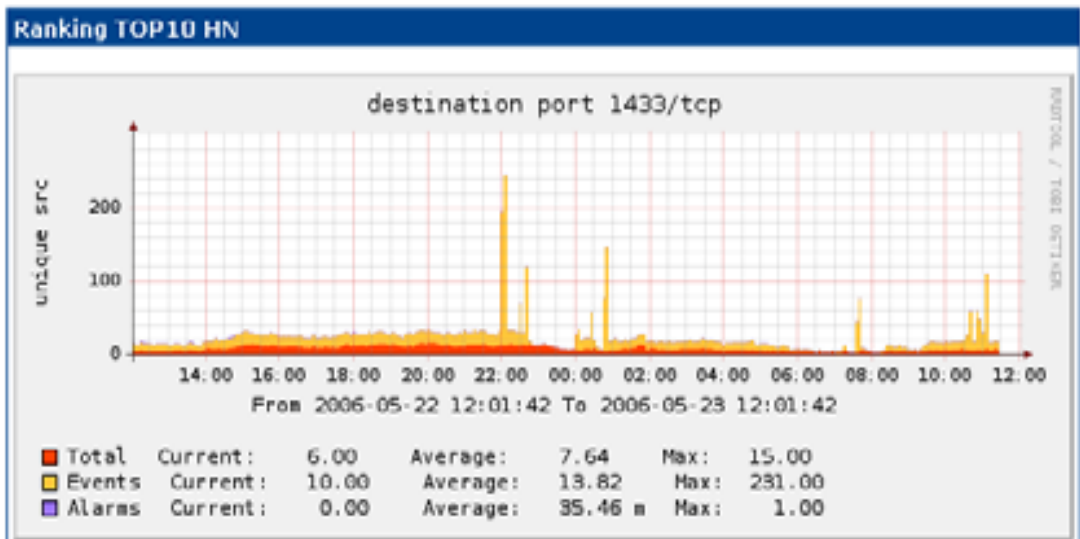 Ranking TOP10 HN
destination port 1433/tcp
RRDTOOL / TOBI OETIKER
unique src
200
100
0
14:00 16:00 18:00 20:00 22:00 00:00 02:00 04:00 06:00 08:00 10:00 12:00
From 2006-05-22 12:01:42 To 2006-05-23 12:01:42
Total Current: 6.00 Average: 7.64 Max: 15.00
Events Current: 10.00 Average: 13.82 Max: 231.00
Alarms Current: 0.00 Average: 35.46 m Max: 1.00